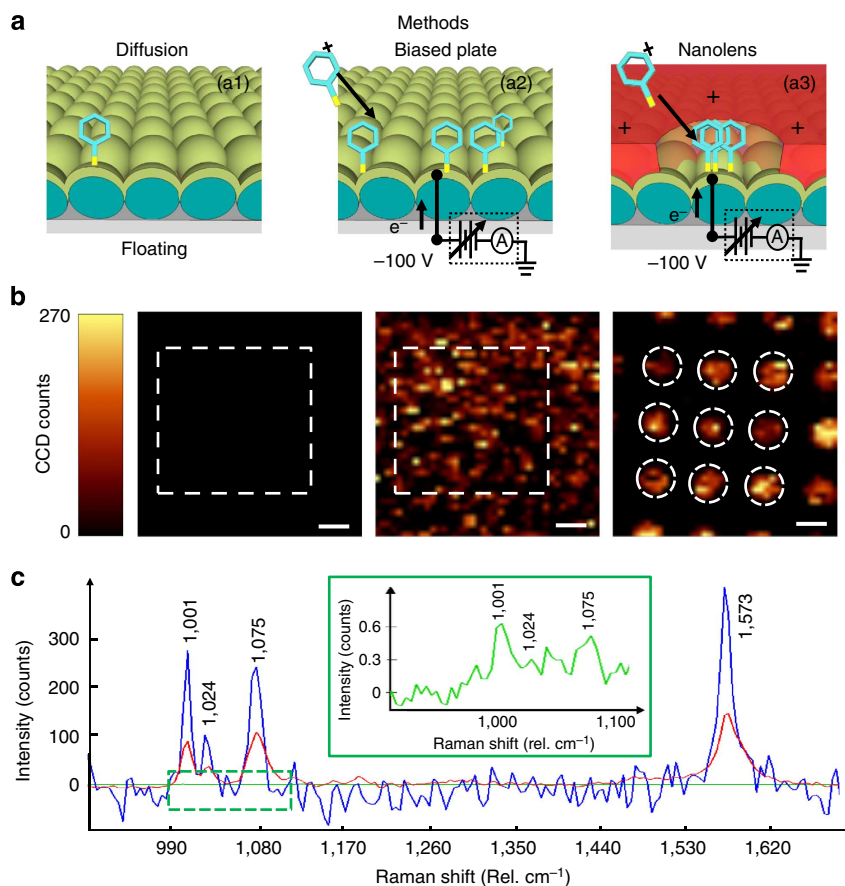 a
Methods
Diffusion
Biased plate
Nanolens
(a1)
(a2)
(a3)
+
+
+
e⁻
A
–100 V
e⁻
A
–100 V
Floating
b
270
CCD counts
0
c
Intensity (counts)
300
200
100
0
1,001
1,024
1,075
1,573
Intensity (counts)
0.6
0.3
0
1,001
1,024
1,075
1,000
1,100
Raman shift (rel. cm⁻¹)
990
1,080
1,170
1,260
1,350
1,440
1,530
1,620
Raman shift (Rel. cm⁻¹)